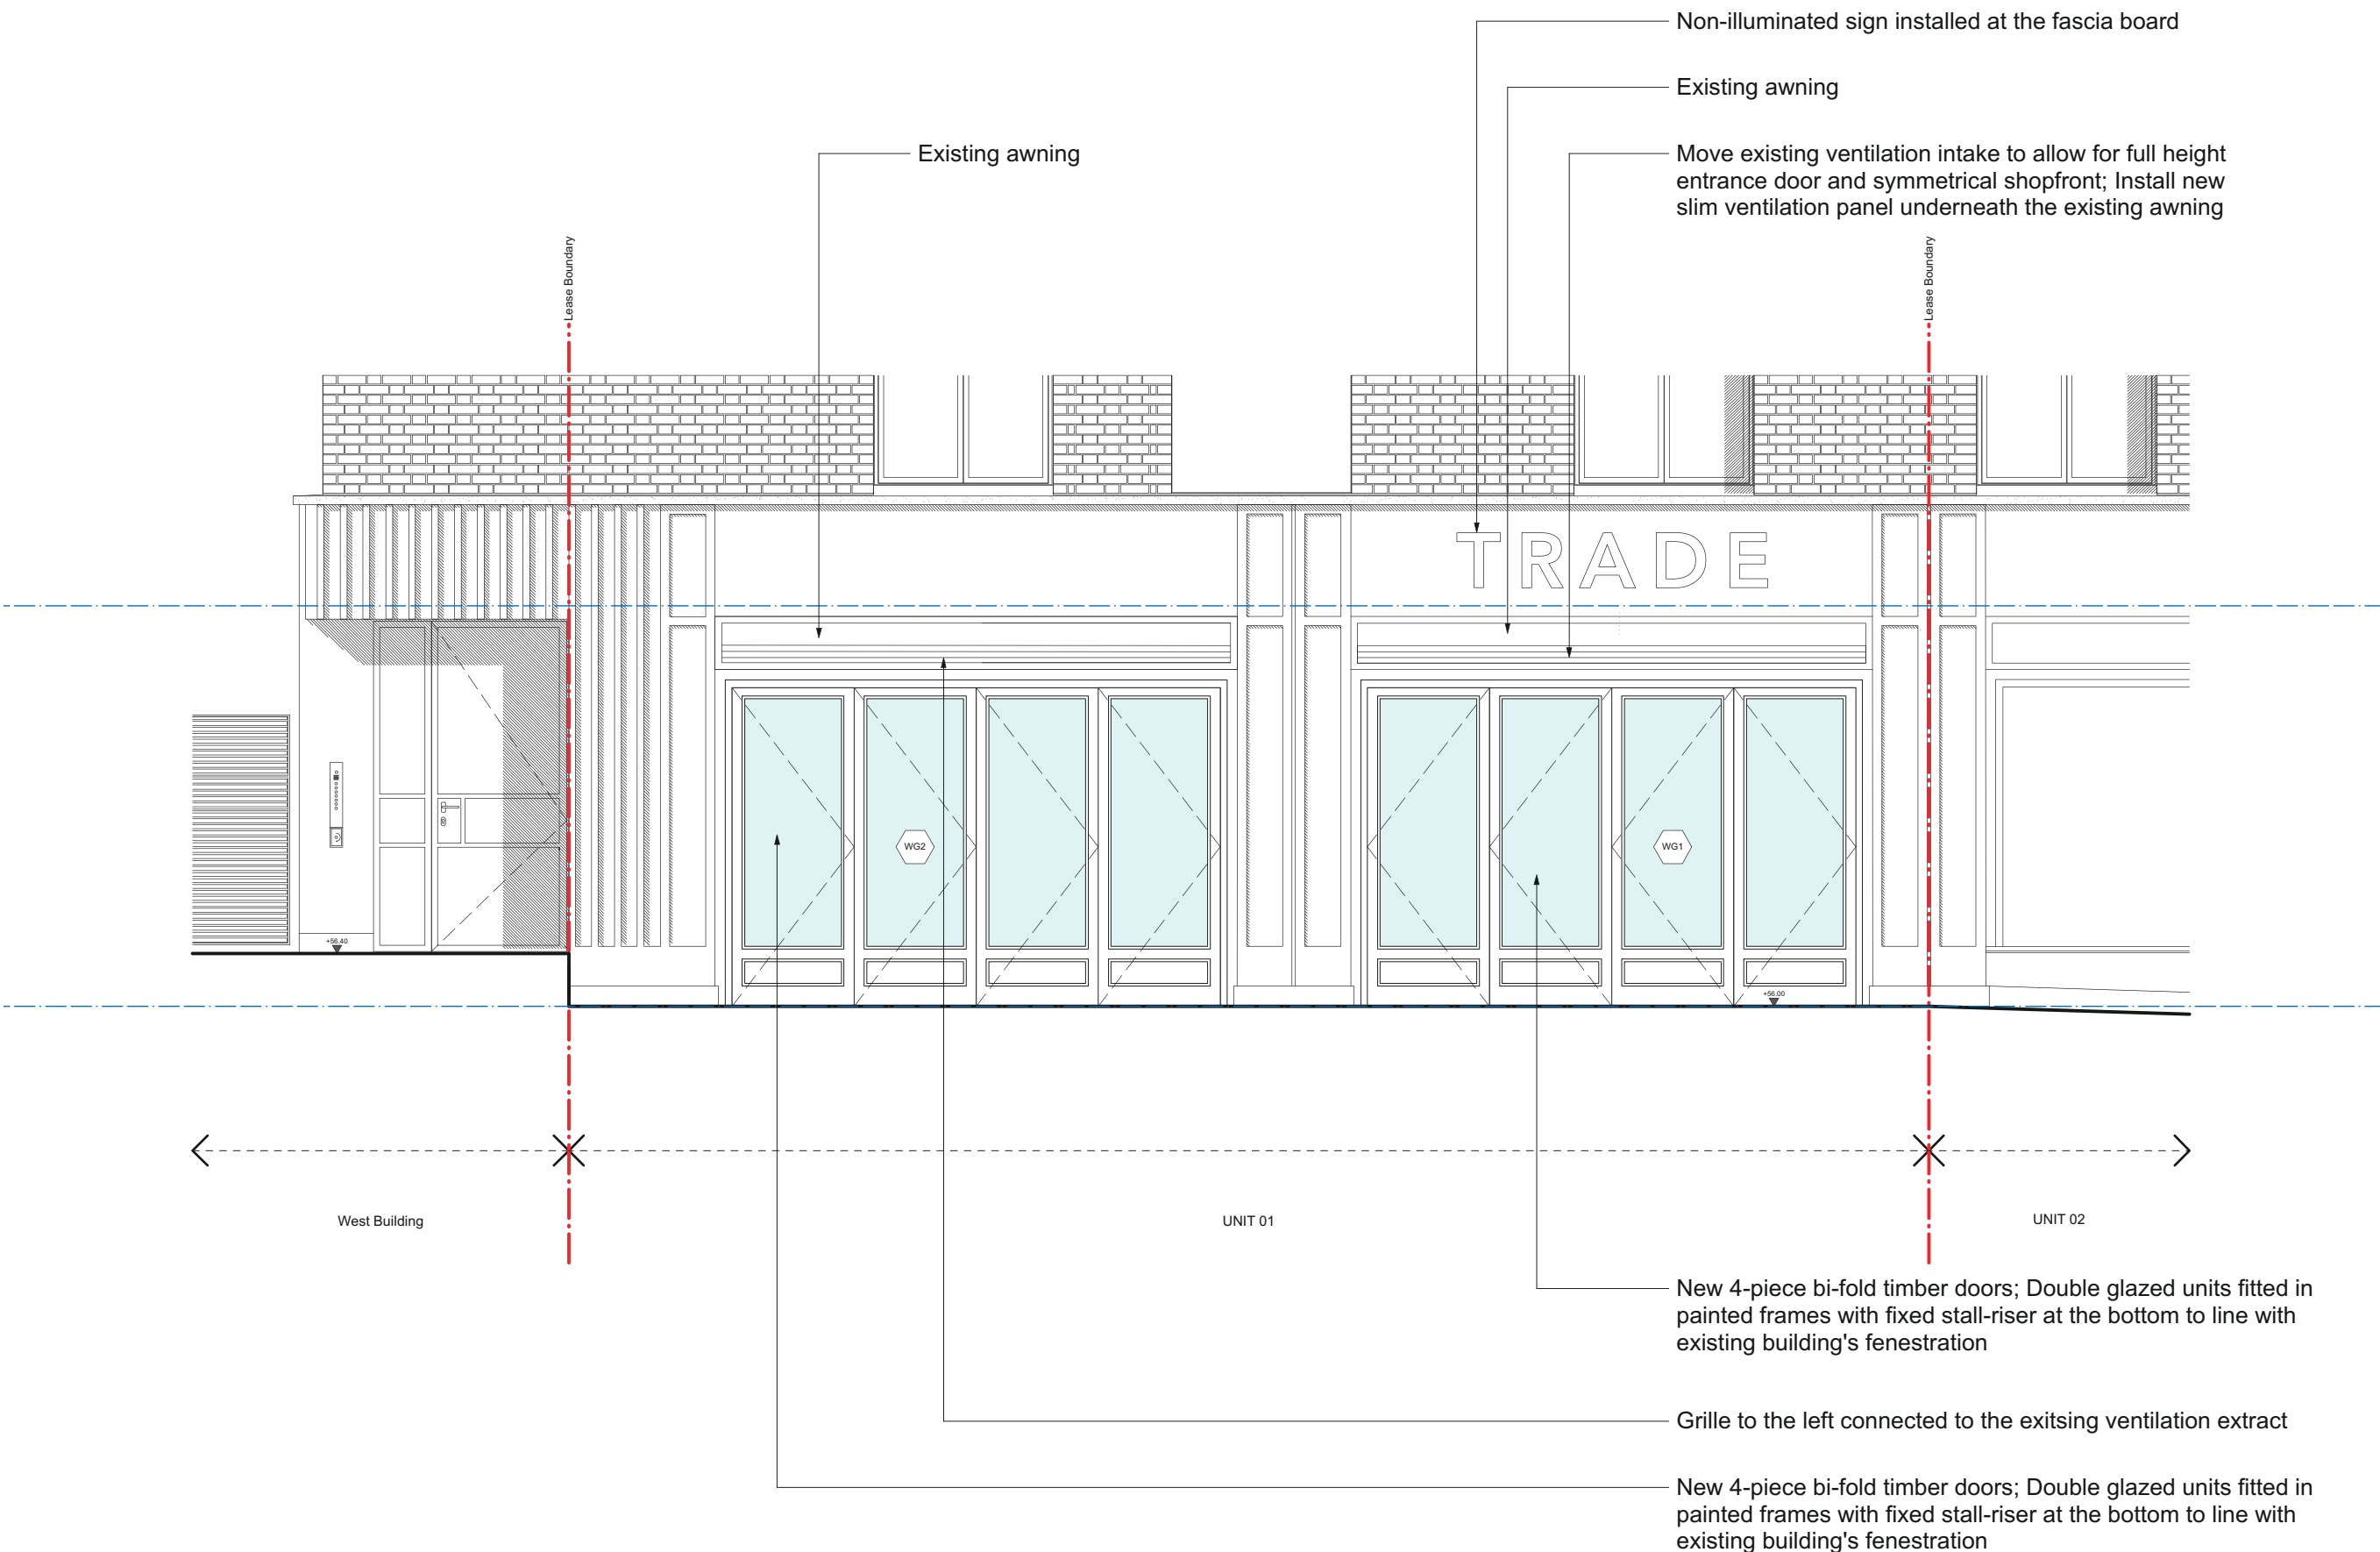 Non-illuminated sign installed at the fascia board
Existing awning
Existing awning
Move existing ventilation intake to allow for full height
entrance door and symmetrical shopfront; Install new
slim ventilation panel underneath the existing awning
Lease Boundary
Lease Boundary
TRADE
WG2
WG1
+56.40
+56.00
West Building
UNIT 01
UNIT 02
New 4-piece bi-fold timber doors; Double glazed units fitted in
painted frames with fixed stall-riser at the bottom to line with
existing building's fenestration
Grille to the left connected to the exitsing ventilation extract
New 4-piece bi-fold timber doors; Double glazed units fitted in
painted frames with fixed stall-riser at the bottom to line with
existing building's fenestration